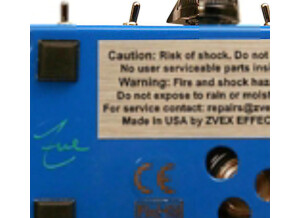 Caution: Risk of shock. Do not
No user serviceable parts insi
Warning: Fire and shock haz
Do not expose to rain or moist
For service contact: repairs@zve
Made In USA by ZVEX EFFEC
CE